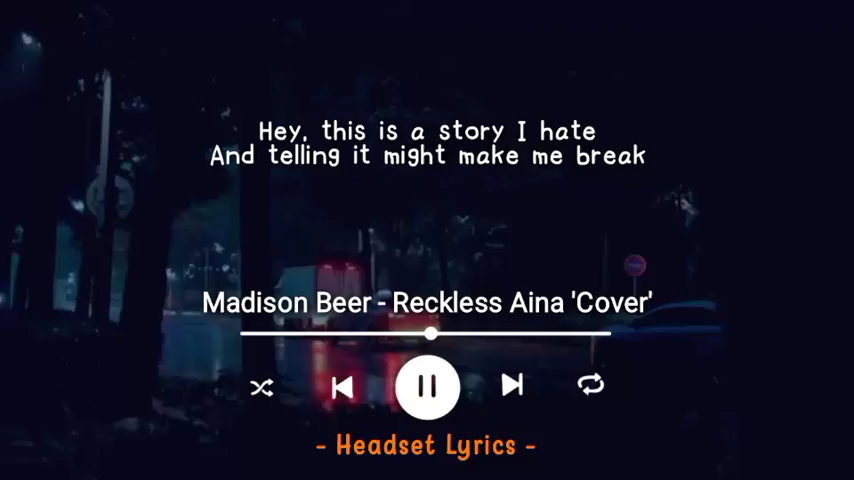 Hey, this is a story I hate
And telling it might make me break
Madison Beer - Reckless Aina 'Cover'
- Headset Lyrics -